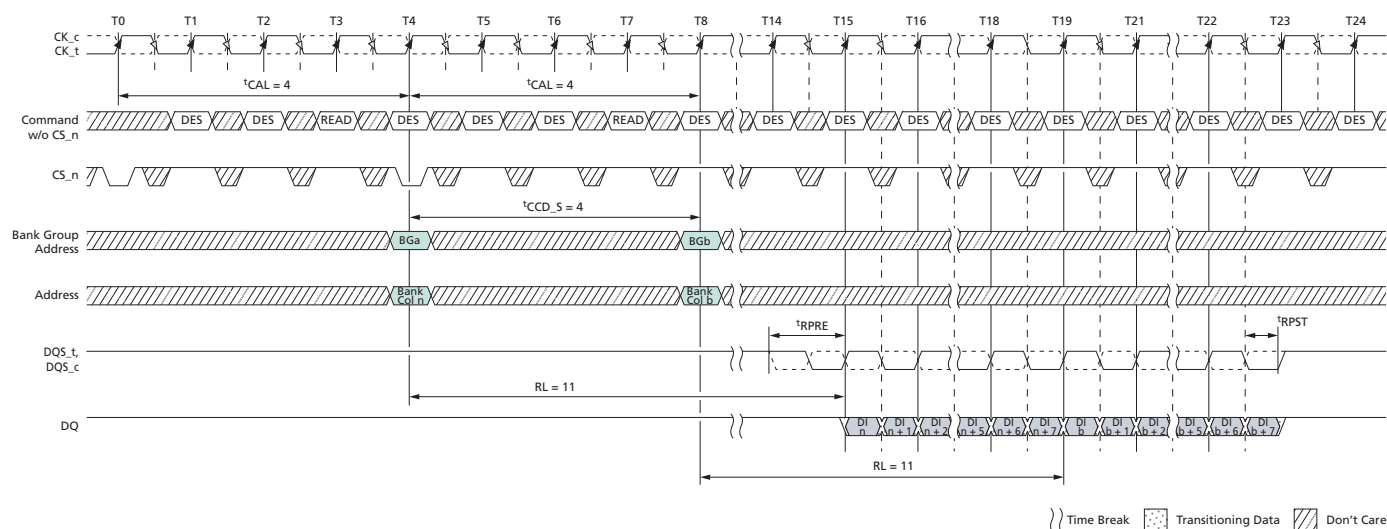 T0 T1 T2 T3 T4 T5 T6 T7 T8 T14 T15 T16 T18 T19 T21 T22 T23 T24
CK_c
CK_t
tCAL = 4 tCAL = 4
Command
w/o CS_n
DES DES READ DES DES DES READ DES DES DES DES DES DES DES DES DES DES
CS_n
tCCD_S = 4
Bank Group
Address
BGa BGb
Address
Bank
Col n
Bank
Col b
tRPRE tRPST
DQS_t,
DQS_c
RL = 11
DQ
DI
n
DI
n + 1
DI
n + 2
DI
n + 5
DI
n + 6
DI
n + 7
DI
b
DI
b + 1
DI
b + 2
DI
b + 5
DI
b + 6
DI
b + 7
RL = 11
Time Break Transitioning Data Don't Care